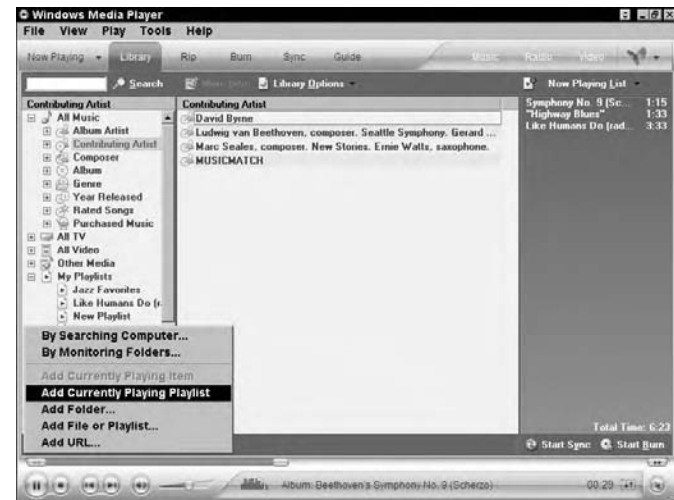 Windows Media Player
File View Play Tools Help
Now Playing Library Rip Burn Sync Guide Music Radio Video
Search Library Options Now Playing List
Contributing Artist
All Music
Album Artist
Contributing Artist
Composer
Album
Genre
Year Released
Rated Songs
Purchased Music
All TV
All Video
Other Media
My Playlists
Jazz Favorites
Like Humans Do (r
New Playlist
Contributing Artist
David Byrne
Ludwig van Beethoven, composer. Seattle Symphony. Gerard ...
Marc Seales, composer. New Stories. Ernie Watts, saxophone.
MUSICMATCH
Symphony No. 9 (Sc... 1:15
"Highway Blues" 1:33
Like Humans Do (rad... 3:33
By Searching Computer...
By Monitoring Folders...
Add Currently Playing Item
Add Currently Playing Playlist
Add Folder...
Add File or Playlist...
Add URL...
Total Time: 6:23
Start Sync Start Burn
Album: Beethoven's Symphony No. 9 (Scherzo) 00:29